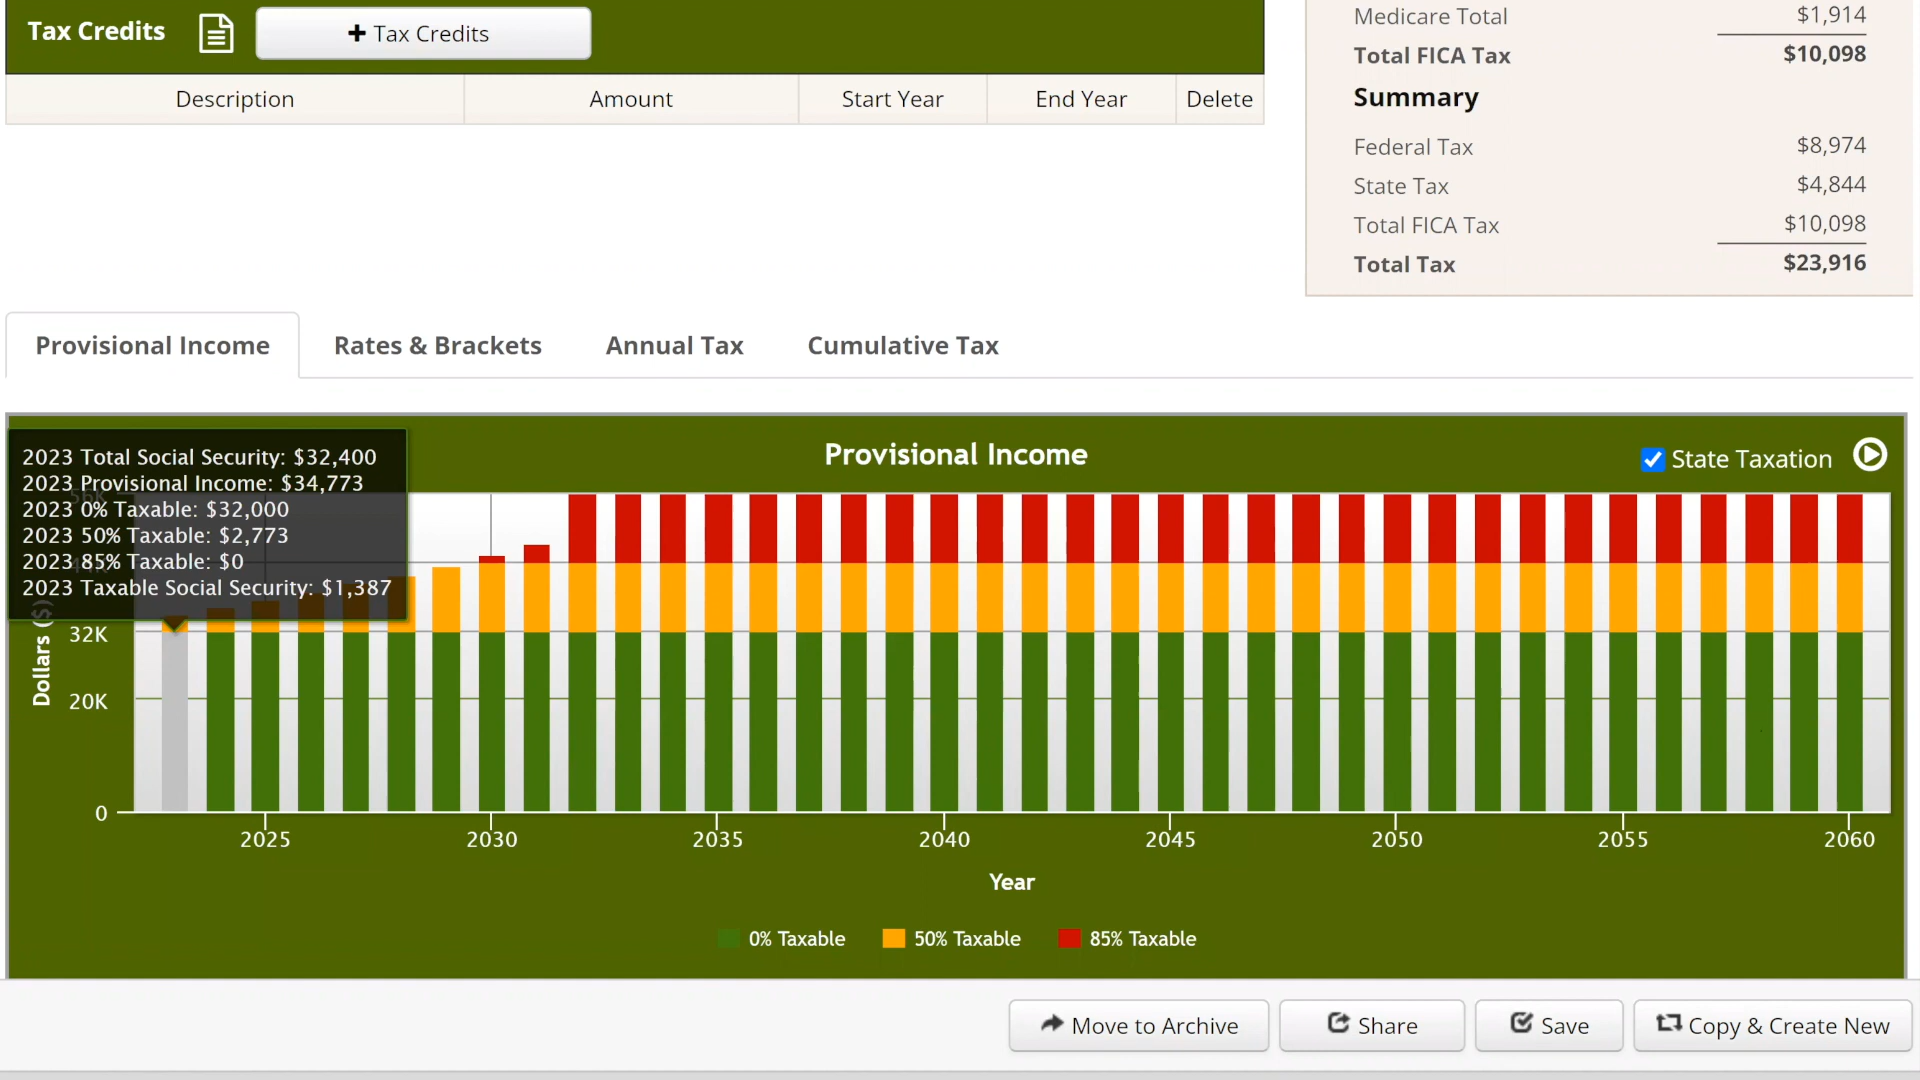 Tax Credits
+ Tax Credits
Description Amount Start Year End Year Delete
Medicare Total $1,914
Total FICA Tax $10,098
Summary
Federal Tax $8,974
State Tax $4,844
Total FICA Tax $10,098
Total Tax $23,916
Provisional Income Rates & Brackets Annual Tax Cumulative Tax
Provisional Income
State Taxation
2023 Total Social Security: $32,400
2023 Provisional Income: $34,773
2023 0% Taxable: $32,000
2023 50% Taxable: $2,773
2023 85% Taxable: $0
2023 Taxable Social Security: $1,387
56K
32K
20K
0
Dollars ($)
2025 2030 2035 2040 2045 2050 2055 2060
Year
0% Taxable 50% Taxable 85% Taxable
Move to Archive Share Save Copy & Create New